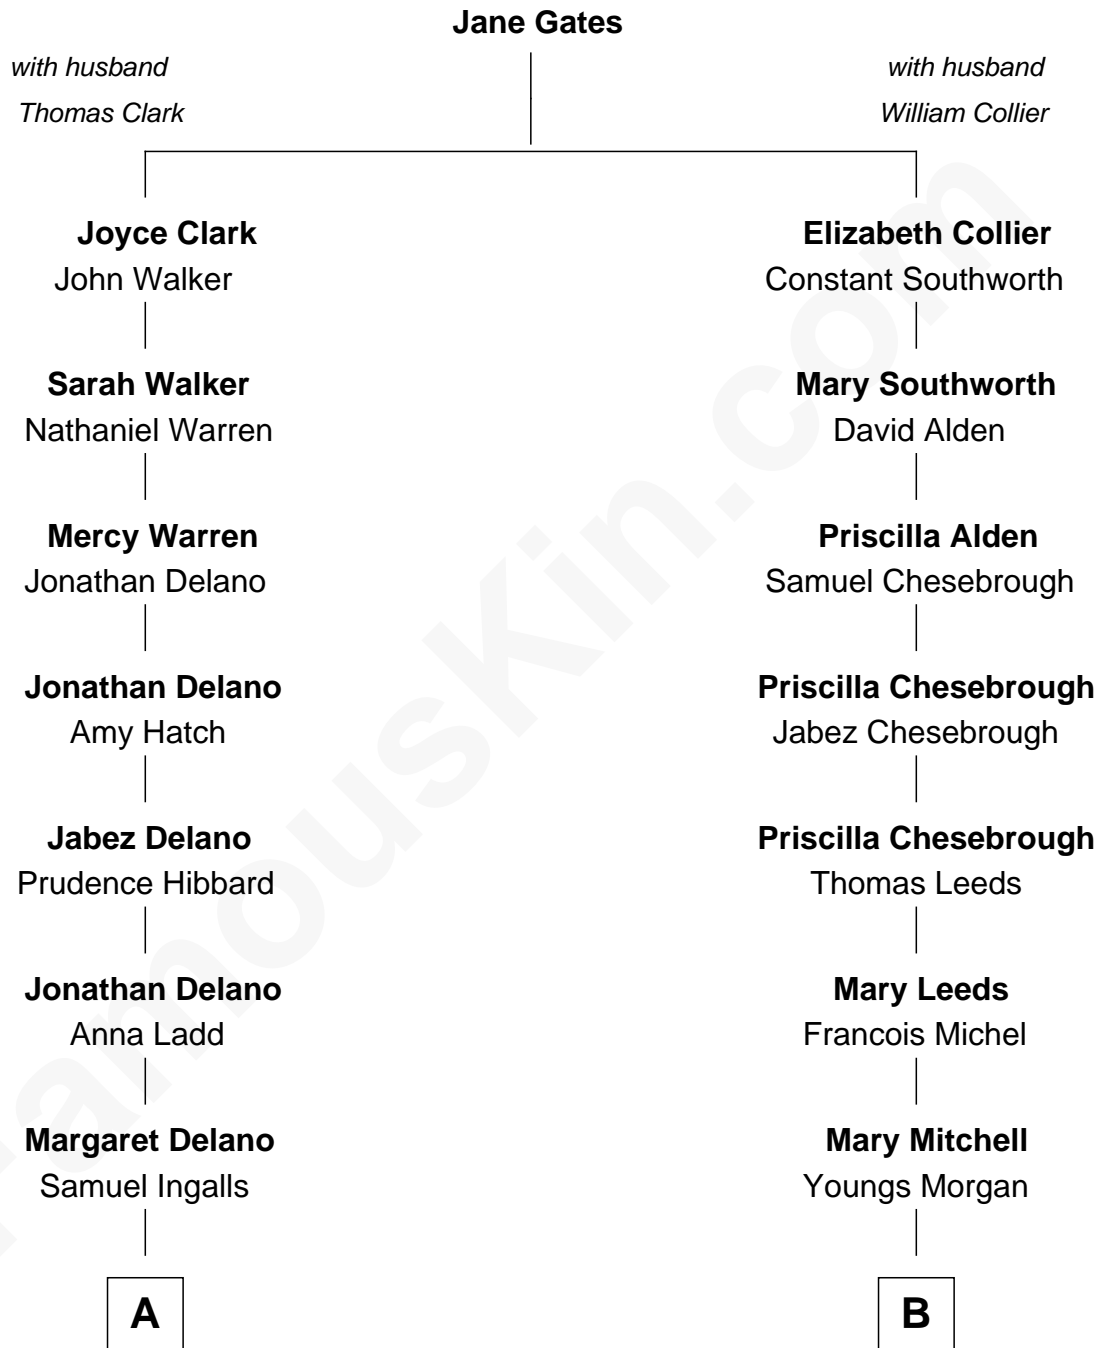 Jane Gates
with husband
Thomas Clark
with husband
William Collier
Joyce Clark
John Walker
Elizabeth Collier
Constant Southworth
Sarah Walker
Nathaniel Warren
Mary Southworth
David Alden
Mercy Warren
Jonathan Delano
Priscilla Alden
Samuel Chesebrough
Jonathan Delano
Amy Hatch
Priscilla Chesebrough
Jabez Chesebrough
Jabez Delano
Prudence Hibbard
Priscilla Chesebrough
Thomas Leeds
Jonathan Delano
Anna Ladd
Mary Leeds
Francois Michel
Margaret Delano
Samuel Ingalls
Mary Mitchell
Youngs Morgan
A
B
FamousKin.com